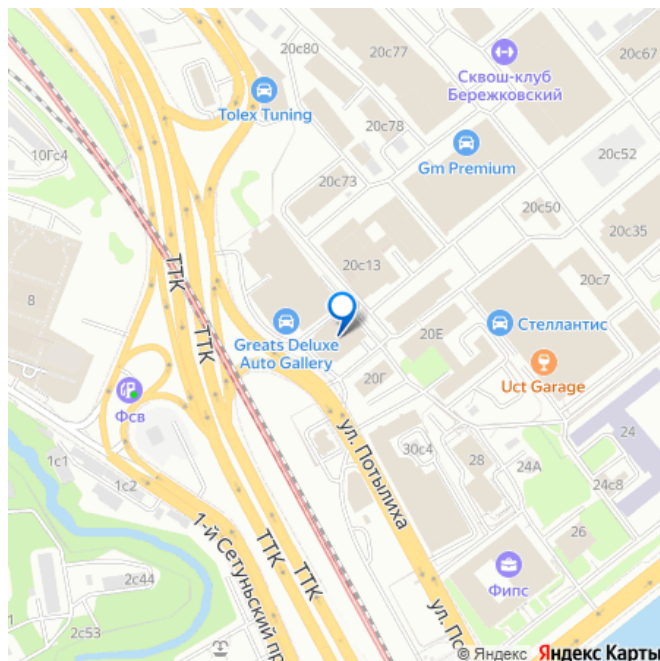 20с80
20с77
20с67
Сквош-клуб
Бережковский
Tolex Tuning
20с78
10Гс4
Gm Premium
20с52
20с73
20с50
20с35
20с13
ТТК
20с7
8
ТТК
Greats Deluxe
Auto Gallery
20Е
Стеллантис
20Г
Uct Garage
Фсв
ул. Потылиха
24
30с4
28
24А
1с1
1с2
24с8
26
1-й Сетуньский пр
ТТК
ТТК
2с44
Фипс
2с53
ул. По
© Яндекс Яндекс Карты